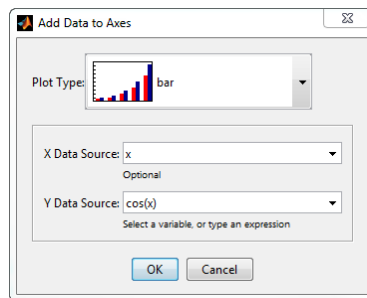 Add Data to Axes
Plot Type: bar
X Data Source: x
Optional
Y Data Source: cos(x)
Select a variable, or type an expression
OK Cancel